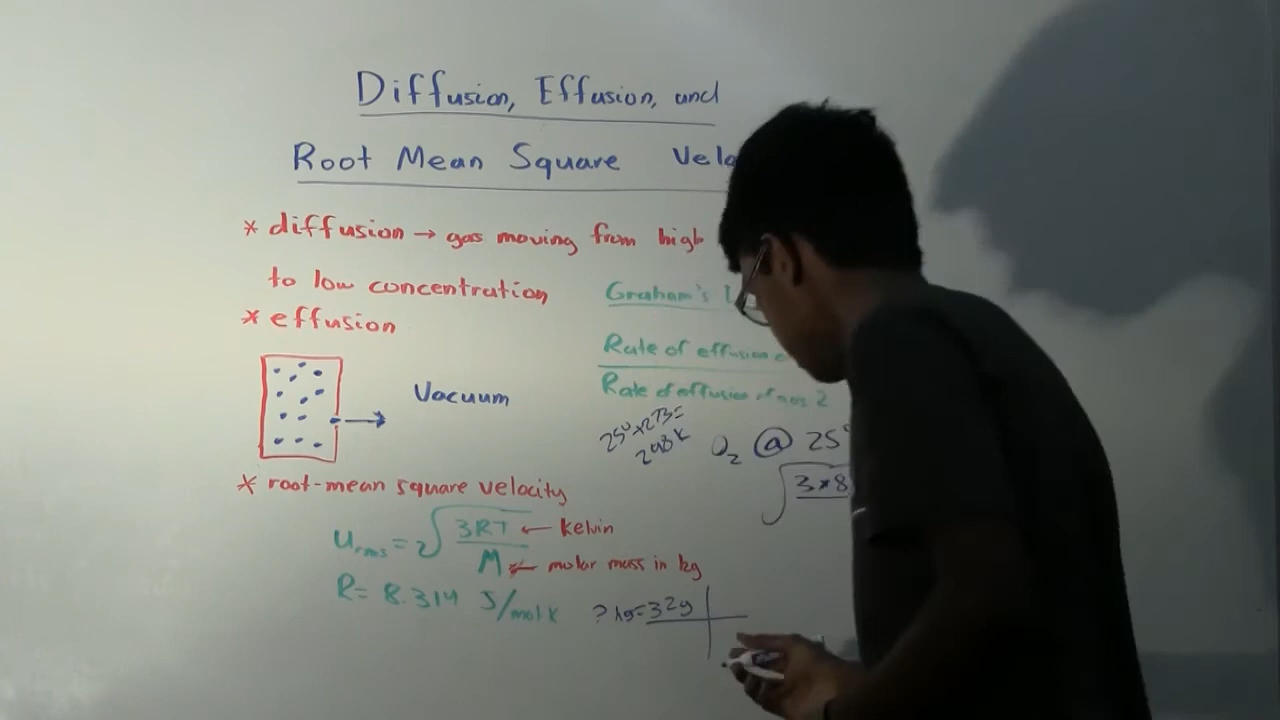 Diffusion, Effusion, and
Root Mean Square
* diffusion → gas moving from high
to low concentration
* effusion
Vacuum
Graham's
Rate of effusion
Rate of effusion of gas 2
25°+273=
298K
O₂ @ 25°
√3*8
* root-mean square velocity
Urms = 2√3RT/M
← Kelvin
← molar mass in kg
R = 8.314 J/mol K
? kg = 32g